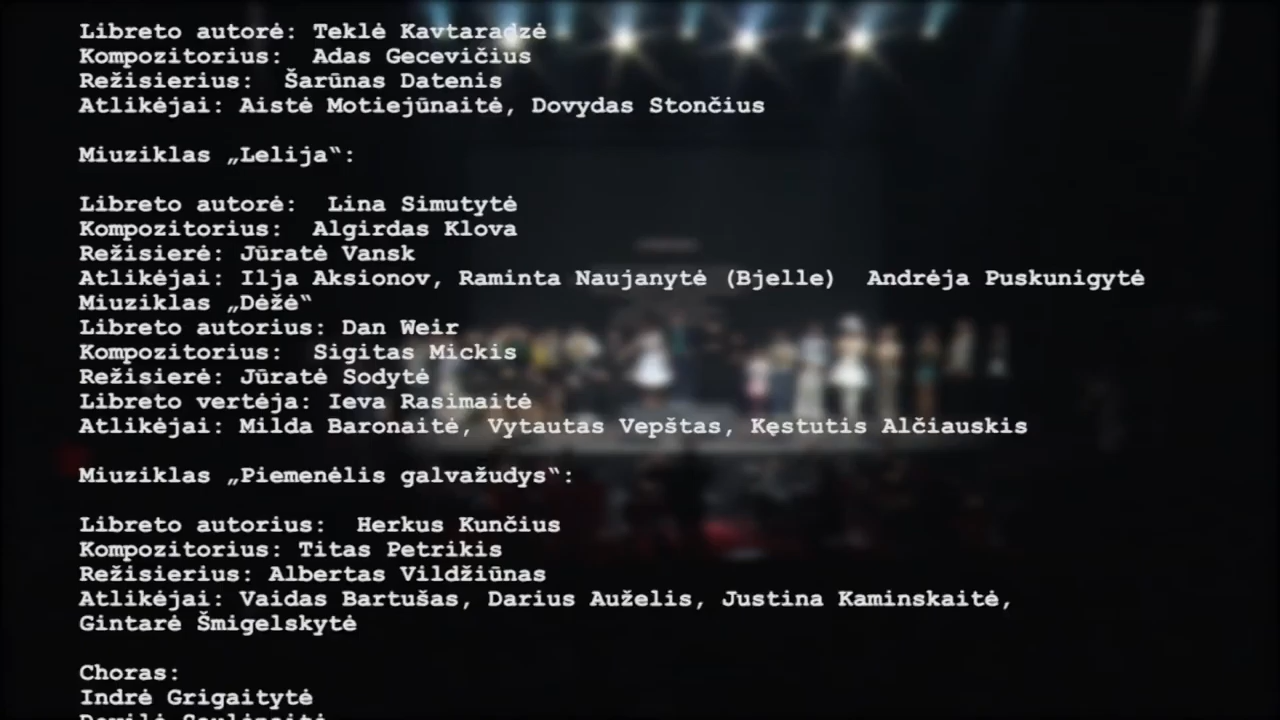 Libreto autorė: Teklė Kavtaradzė
Kompozitorius:  Adas Gecevičius
Režisierius:  Šarūnas Datenis
Atlikėjai: Aistė Motiejūnaitė, Dovydas Stončius
Miuziklas „Lelija“:
Libreto autorė:  Lina Simutytė
Kompozitorius:  Algirdas Klova
Režisierė: Jūratė Vansk
Atlikėjai: Ilja Aksionov, Raminta Naujanytė (Bjelle)  Andrėja Puskunigytė
Miuziklas „Dėžė“
Libreto autorius: Dan Weir
Kompozitorius:  Sigitas Mickis
Režisierė: Jūratė Sodytė
Libreto vertėja: Ieva Rasimaitė
Atlikėjai: Milda Baronaitė, Vytautas Vepštas, Kęstutis Alčiauskis
Miuziklas „Piemenėlis galvažudys“:
Libreto autorius:  Herkus Kunčius
Kompozitorius: Titas Petrikis
Režisierius: Albertas Vildžiūnas
Atlikėjai: Vaidas Bartušas, Darius Auželis, Justina Kaminskaitė,
Gintarė Šmigelskytė
Choras:
Indrė Grigaitytė